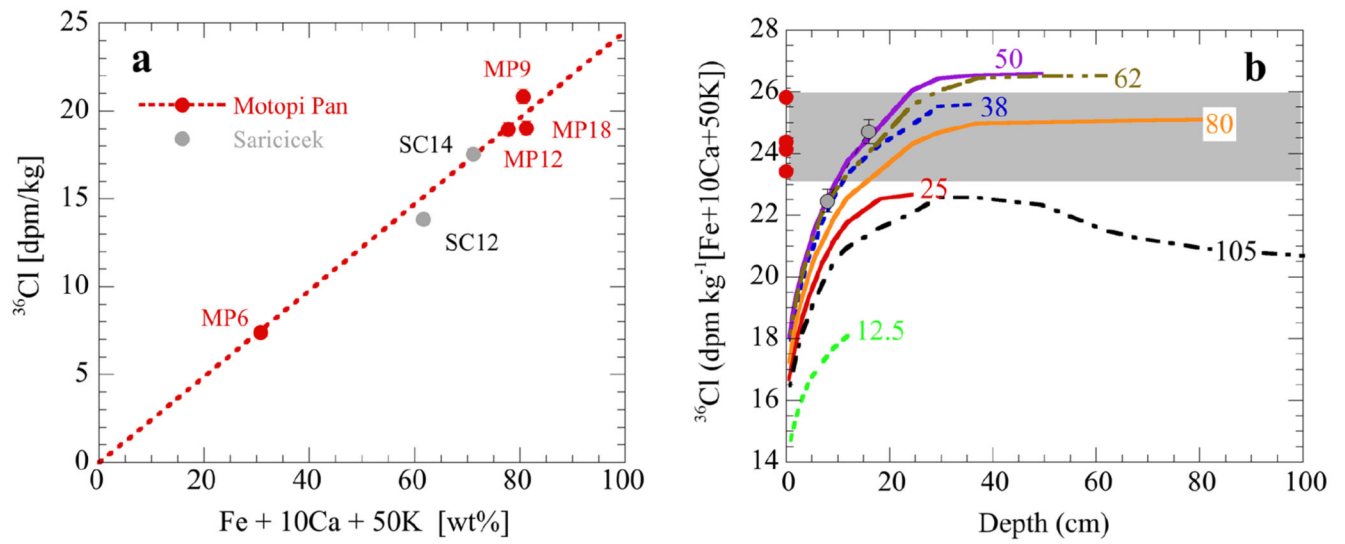 a
25
20
15
10
5
0
0
20
40
60
80
100
³⁶Cl [dpm/kg]
Fe + 10Ca + 50K [wt%]
Motopi Pan
Saricicek
MP9
MP18
MP12
SC14
SC12
MP6
b
28
26
24
22
20
18
16
14
0
20
40
60
80
100
³⁶Cl (dpm kg⁻¹[Fe+10Ca+50K])
Depth (cm)
50
62
38
80
25
105
12.5